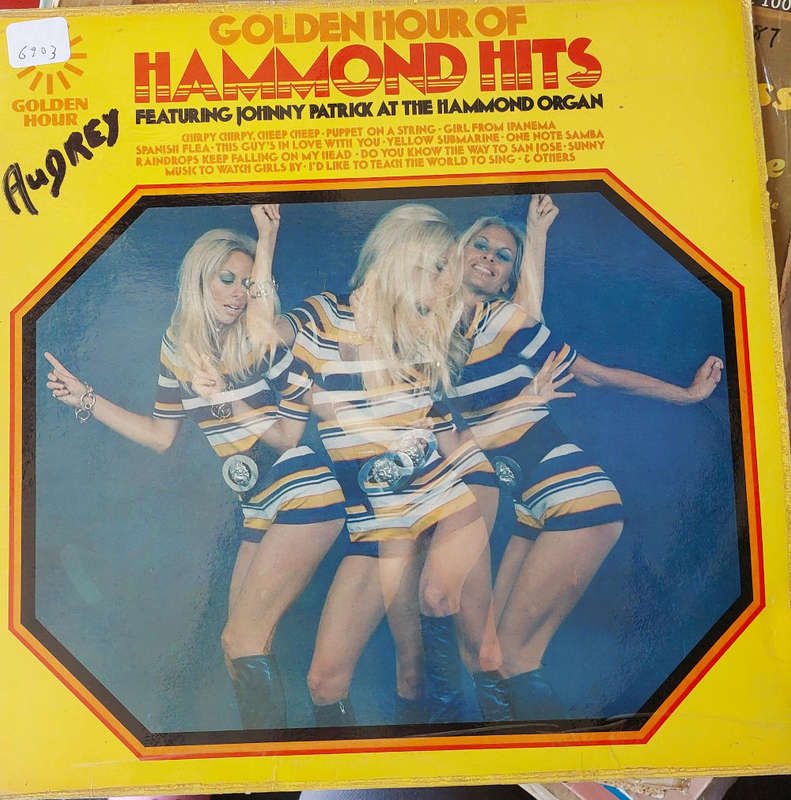 6903
GOLDEN
HOUR
GOLDEN HOUR OF
HAMMOND HITS
FEATURING JOHNNY PATRICK AT THE HAMMOND ORGAN
CHIRPY CHIRPY, CHEEP CHEEP · PUPPET ON A STRING · GIRL FROM IPANEMA
SPANISH FLEA · THIS GUY'S IN LOVE WITH YOU · YELLOW SUBMARINE · ONE NOTE SAMBA
RAINDROPS KEEP FALLING ON MY HEAD · DO YOU KNOW THE WAY TO SAN JOSE · SUNNY
MUSIC TO WATCH GIRLS BY · I'D LIKE TO TEACH THE WORLD TO SING · & OTHERS
AUDREY
100
87